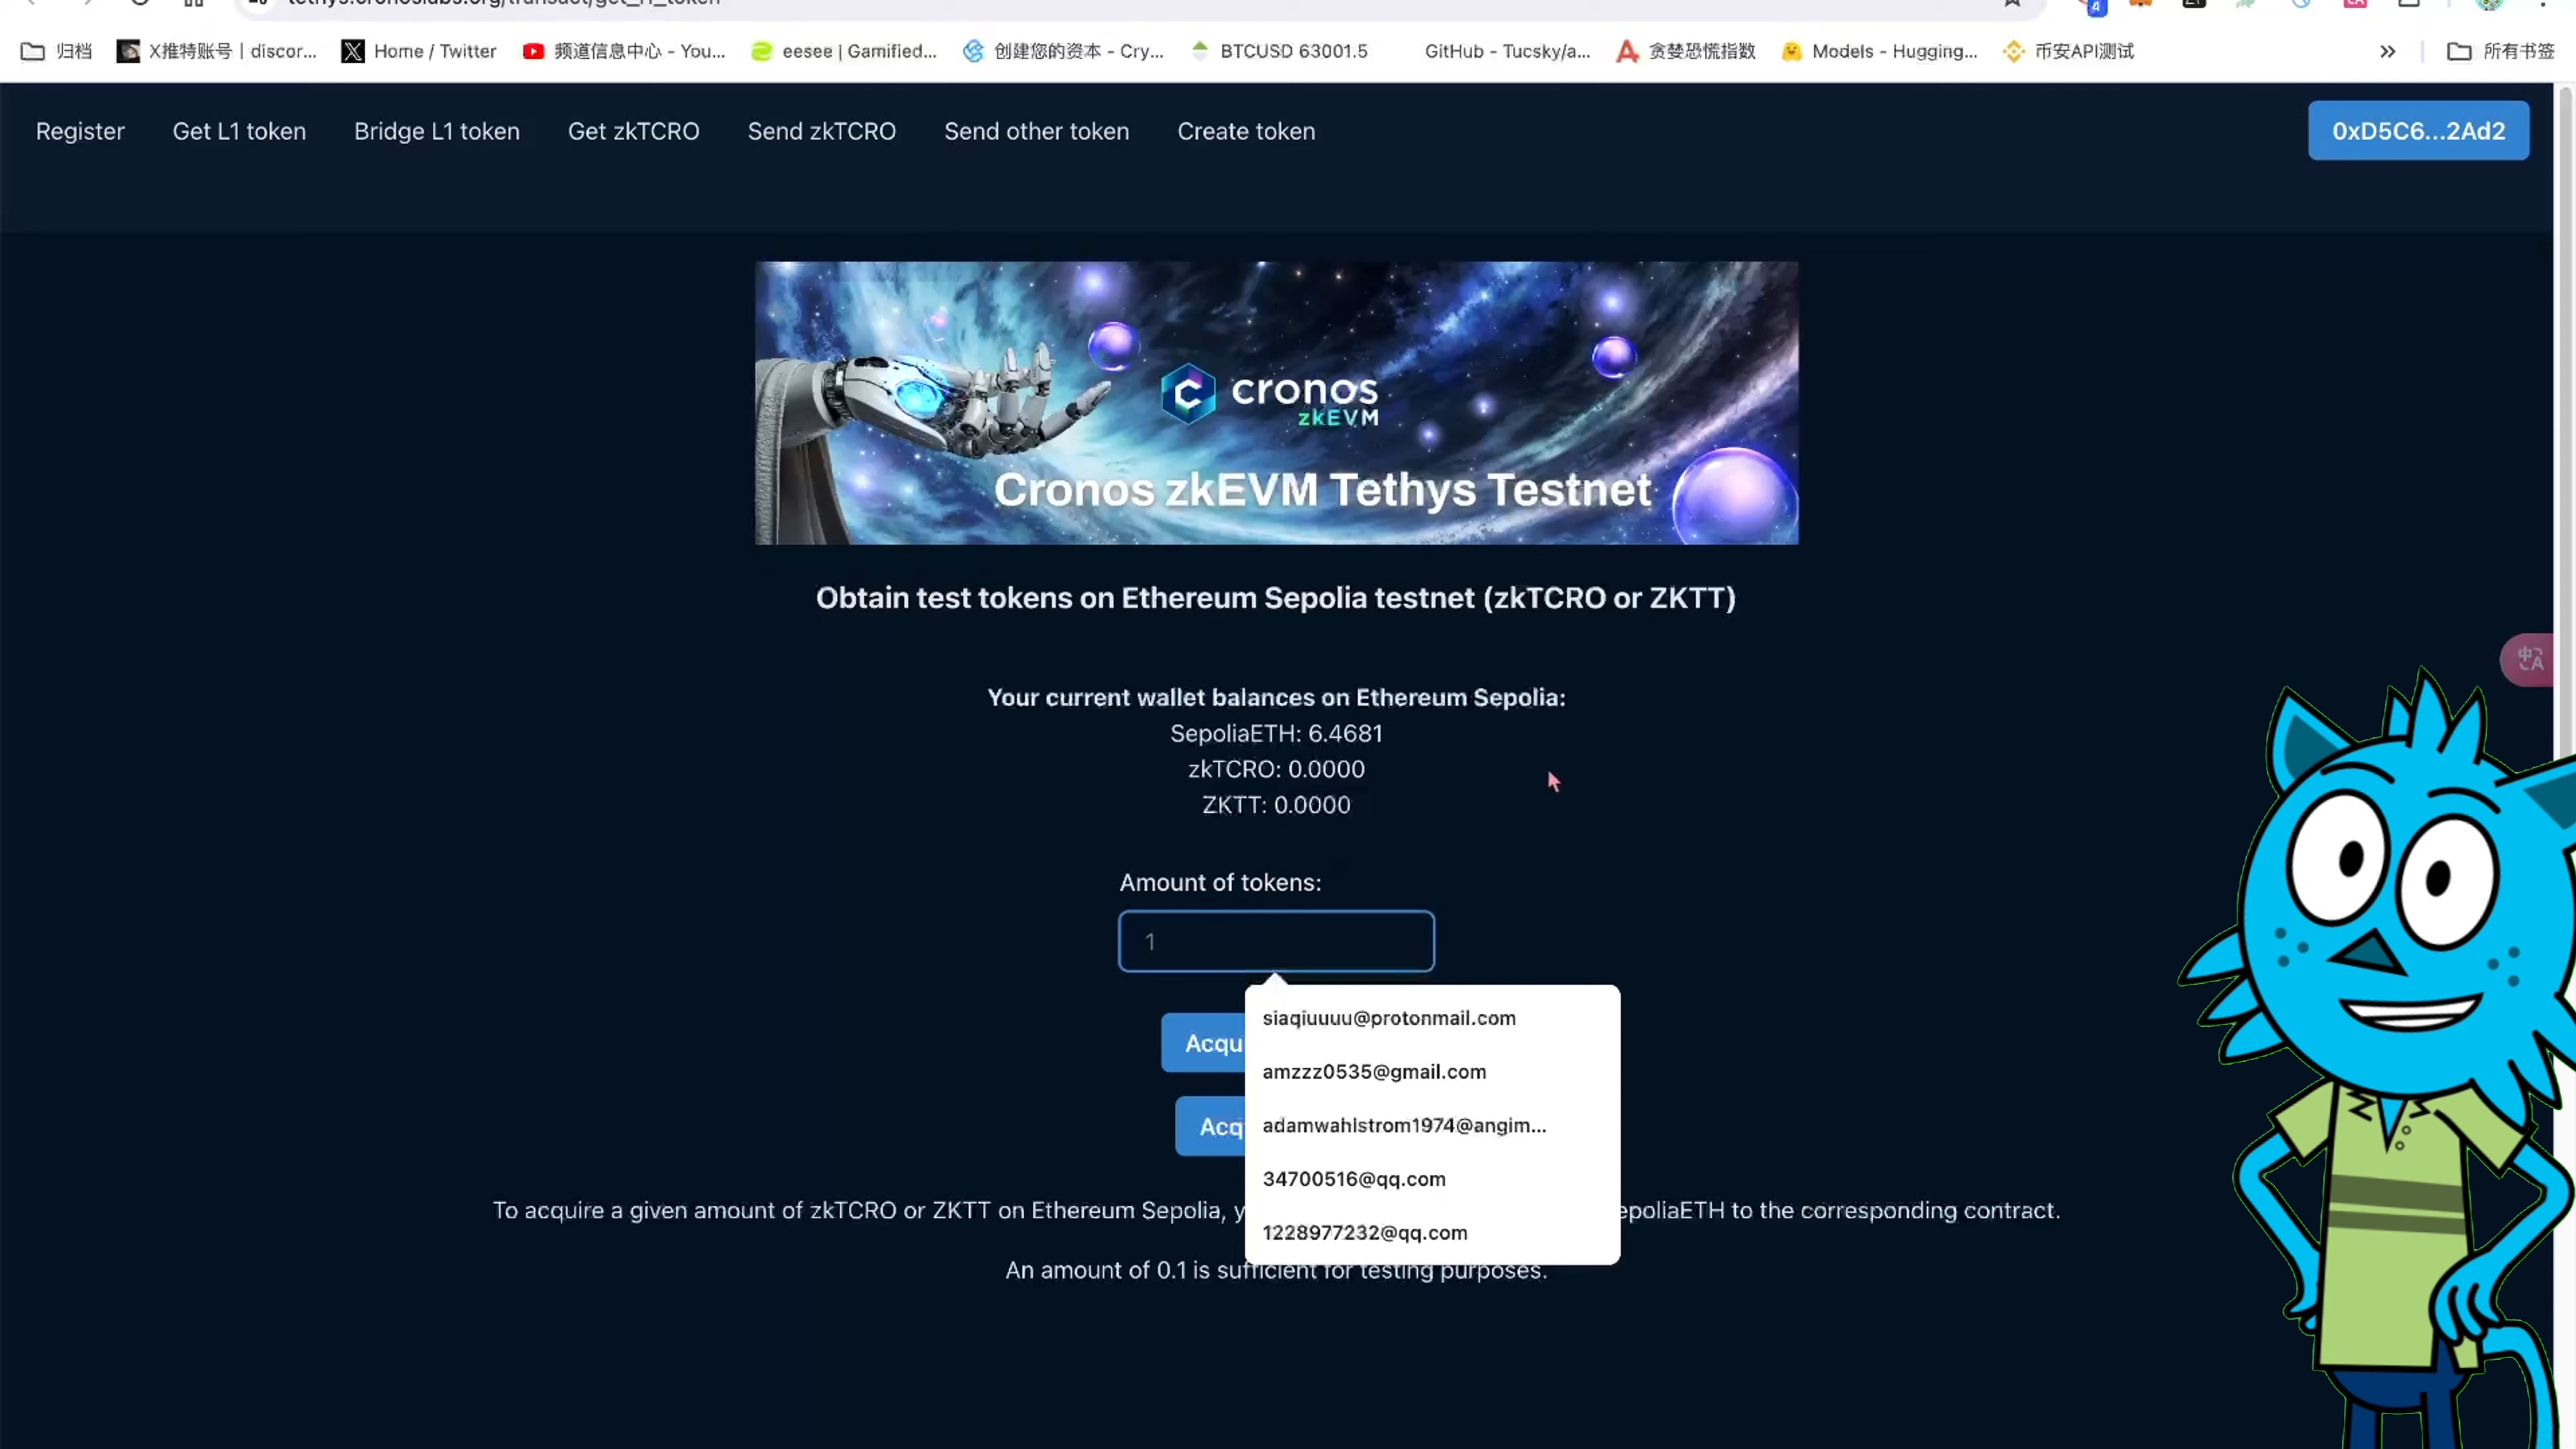 tethys.cronoslabs.org/transact/get_l1_token
归档 X推特账号 | discor... Home / Twitter 频道信息中心 - You... eesee | Gamified... 创建您的资本 - Cry... BTCUSD 63001.5 GitHub - Tucsky/a... 贪婪恐慌指数 Models - Hugging... 币安API测试 » 所有书签
Register Get L1 token Bridge L1 token Get zkTCRO Send zkTCRO Send other token Create token 0xD5C6...2Ad2
cronos
zkEVM
Cronos zkEVM Tethys Testnet
Obtain test tokens on Ethereum Sepolia testnet (zkTCRO or ZKTT)
中A
Your current wallet balances on Ethereum Sepolia:
SepoliaETH: 6.4681
zkTCRO: 0.0000
ZKTT: 0.0000
Amount of tokens:
1
siaqiuuuu@protonmail.com
Acqu
amzzz0535@gmail.com
adamwahlstrom1974@angim...
Acq
34700516@qq.com
To acquire a given amount of zkTCRO or ZKTT on Ethereum Sepolia, y epoliaETH to the corresponding contract.
1228977232@qq.com
An amount of 0.1 is sufficient for testing purposes.